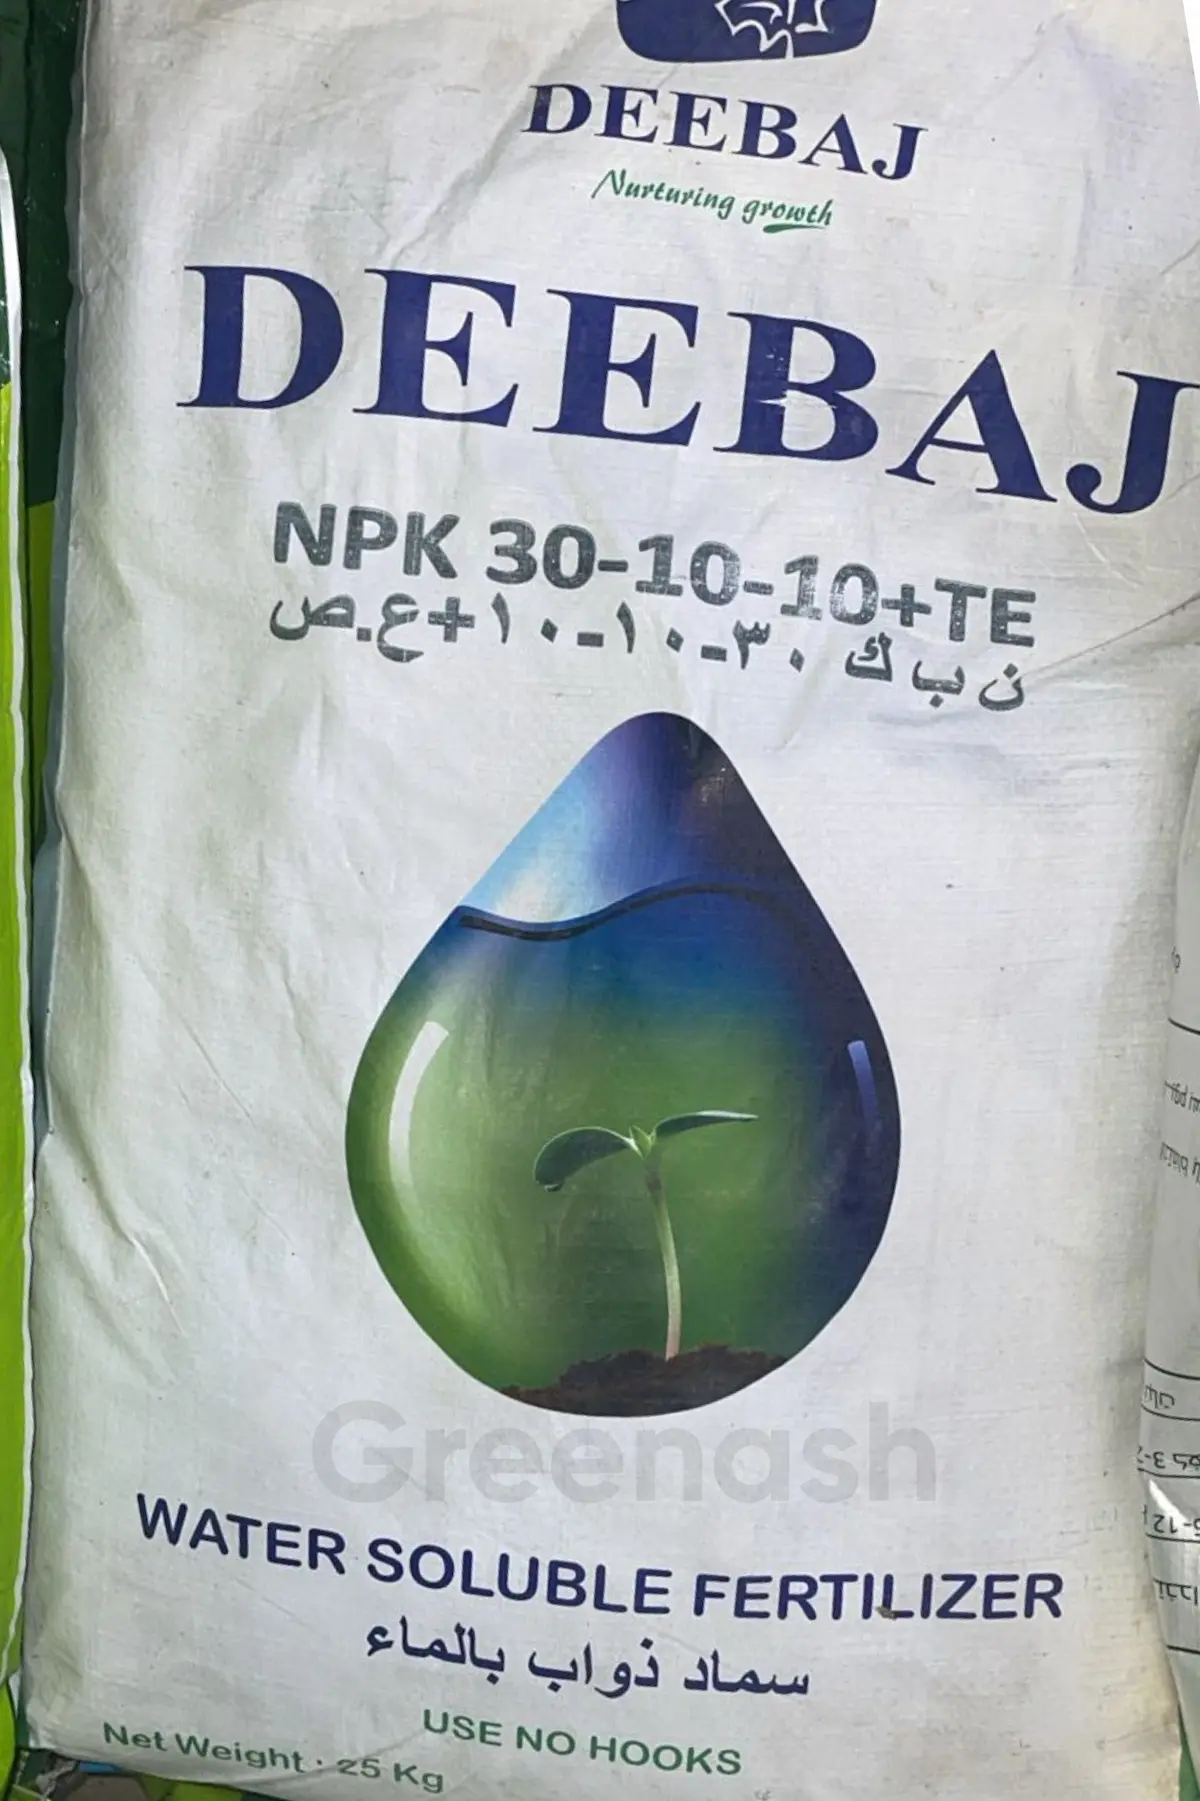 DEEBAJ
Nurturing growth
DEEBAJ
NPK 30-10-10+TE
ن ب ك ٣٠-١٠-١٠+ع.ص
Greenash
WATER SOLUBLE FERTILIZER
سماد ذواب بالماء
USE NO HOOKS
Net Weight : 25 Kg